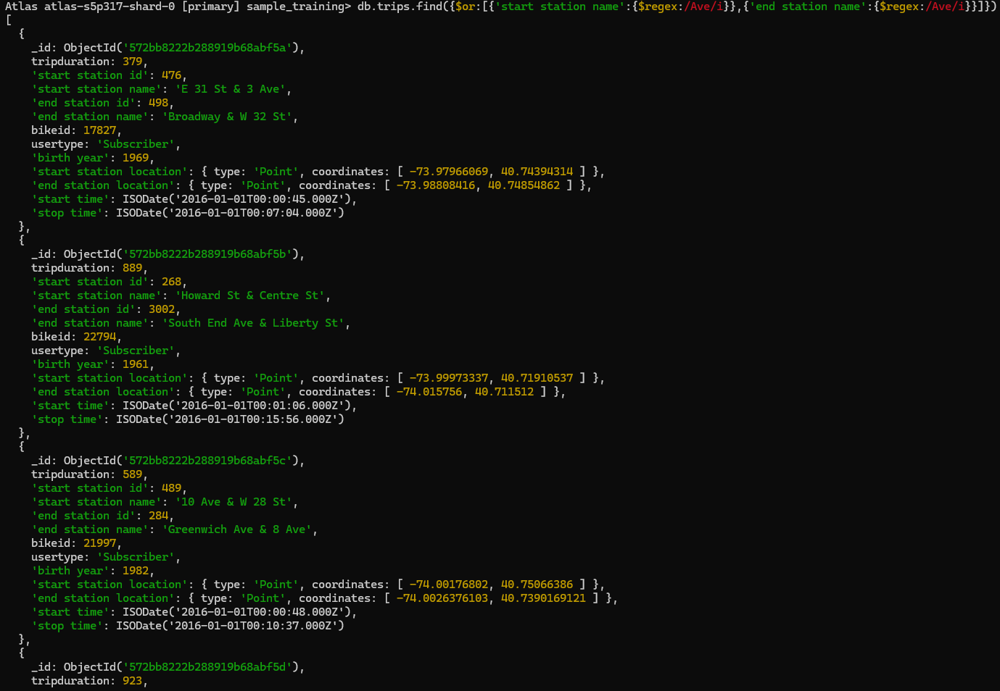 Atlas atlas-s5p317-shard-0 [primary] sample_training> db.trips.find({$or:[{'start station name':{$regex:/Ave/i}},{'end station name':{$regex:/Ave/i}}]})
[
  {
    _id: ObjectId('572bb8222b288919b68abf5a'),
    tripduration: 379,
    'start station id': 476,
    'start station name': 'E 31 St & 3 Ave',
    'end station id': 498,
    'end station name': 'Broadway & W 32 St',
    bikeid: 17827,
    usertype: 'Subscriber',
    'birth year': 1969,
    'start station location': { type: 'Point', coordinates: [ -73.97966069, 40.74394314 ] },
    'end station location': { type: 'Point', coordinates: [ -73.98808416, 40.74854862 ] },
    'start time': ISODate('2016-01-01T00:00:45.000Z'),
    'stop time': ISODate('2016-01-01T00:07:04.000Z')
  },
  {
    _id: ObjectId('572bb8222b288919b68abf5b'),
    tripduration: 889,
    'start station id': 268,
    'start station name': 'Howard St & Centre St',
    'end station id': 3002,
    'end station name': 'South End Ave & Liberty St',
    bikeid: 22794,
    usertype: 'Subscriber',
    'birth year': 1961,
    'start station location': { type: 'Point', coordinates: [ -73.99973337, 40.71910537 ] },
    'end station location': { type: 'Point', coordinates: [ -74.015756, 40.711512 ] },
    'start time': ISODate('2016-01-01T00:01:06.000Z'),
    'stop time': ISODate('2016-01-01T00:15:56.000Z')
  },
  {
    _id: ObjectId('572bb8222b288919b68abf5c'),
    tripduration: 589,
    'start station id': 489,
    'start station name': '10 Ave & W 28 St',
    'end station id': 284,
    'end station name': 'Greenwich Ave & 8 Ave',
    bikeid: 21997,
    usertype: 'Subscriber',
    'birth year': 1982,
    'start station location': { type: 'Point', coordinates: [ -74.00176802, 40.75066386 ] },
    'end station location': { type: 'Point', coordinates: [ -74.0026376103, 40.7390169121 ] },
    'start time': ISODate('2016-01-01T00:00:48.000Z'),
    'stop time': ISODate('2016-01-01T00:10:37.000Z')
  },
  {
    _id: ObjectId('572bb8222b288919b68abf5d'),
    tripduration: 923,